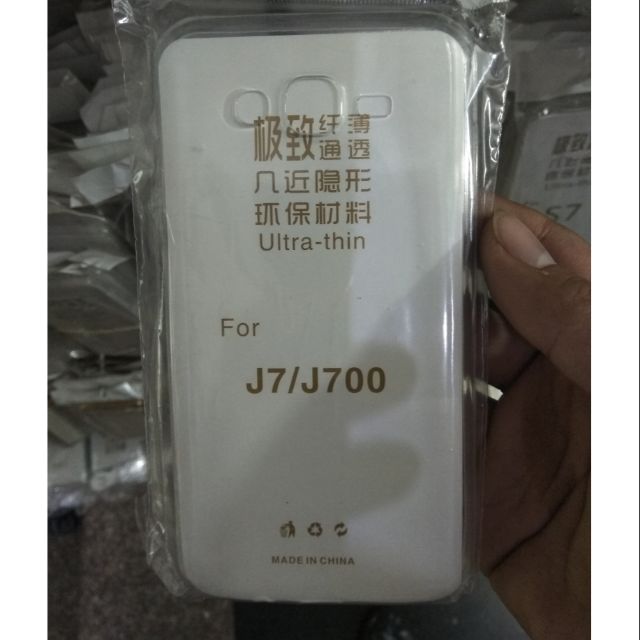 极致纤薄
通透
几近隐形
环保材料
Ultra-thin
For
J7/J700
MADE IN CHINA
S7